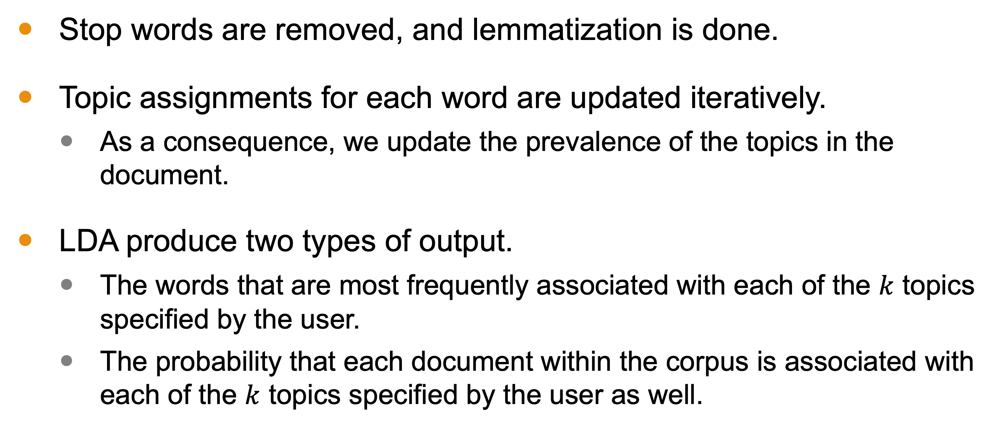 • Stop words are removed, and lemmatization is done.
• Topic assignments for each word are updated iteratively.
• As a consequence, we update the prevalence of the topics in the
document.
• LDA produce two types of output.
• The words that are most frequently associated with each of the k topics
specified by the user.
• The probability that each document within the corpus is associated with
each of the k topics specified by the user as well.